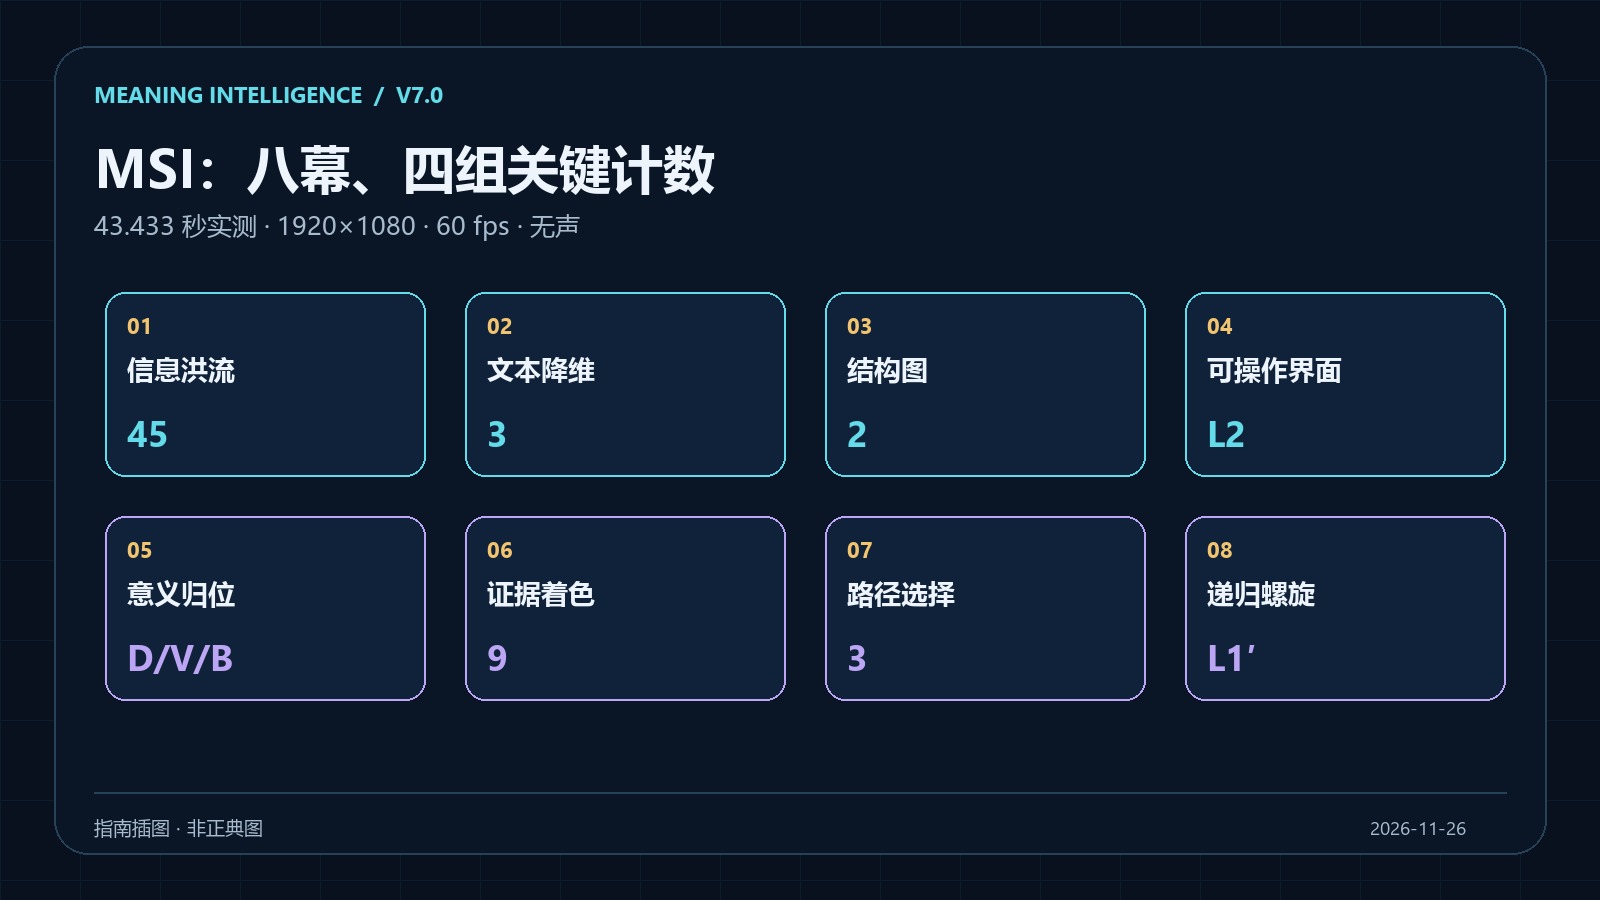 MEANING INTELLIGENCE / V7.0
MSI：八幕、四组关键计数
43.433 秒实测 · 1920×1080 · 60 fps · 无声
01
信息洪流
45
02
文本降维
3
03
结构图
2
04
可操作界面
L2
05
意义归位
D/V/B
06
证据着色
9
07
路径选择
3
08
递归螺旋
L1′
指南插图 · 非正典图
2026-11-26